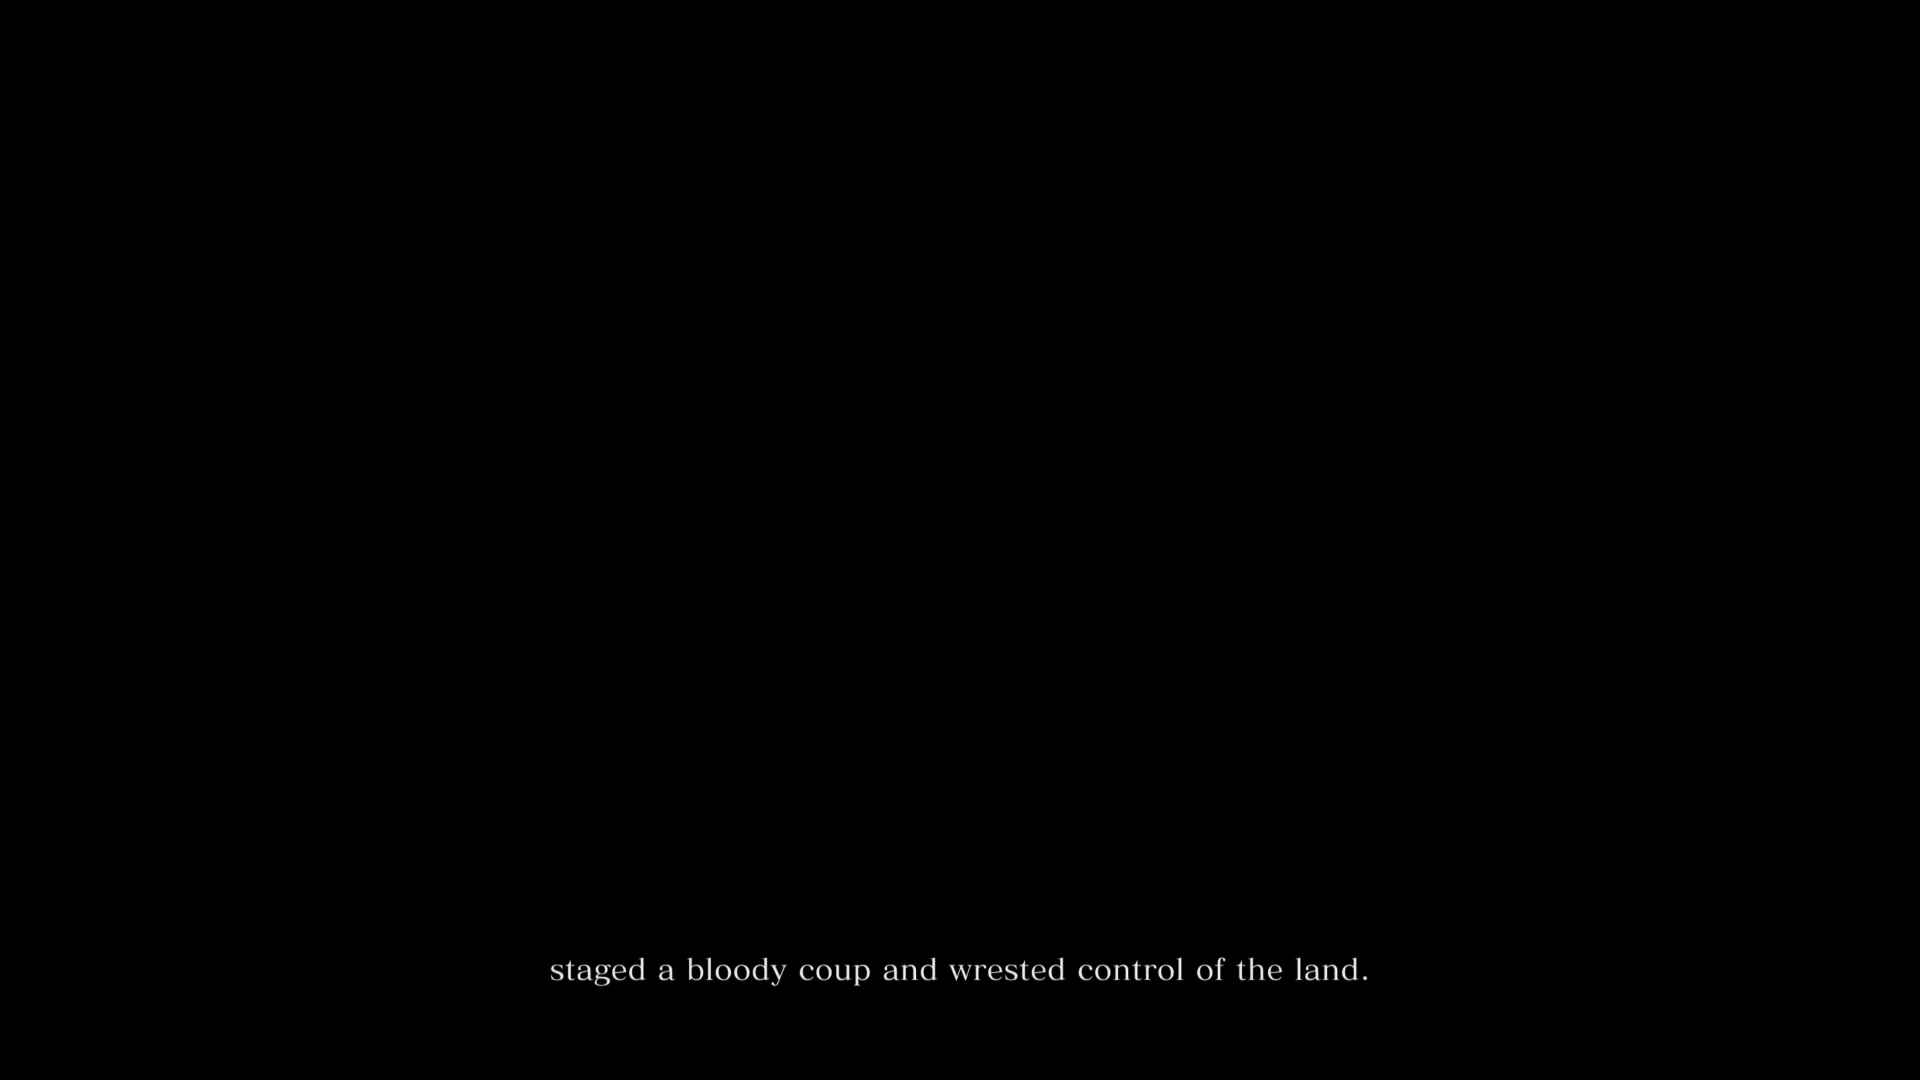 staged a bloody coup and wrested control of the land.